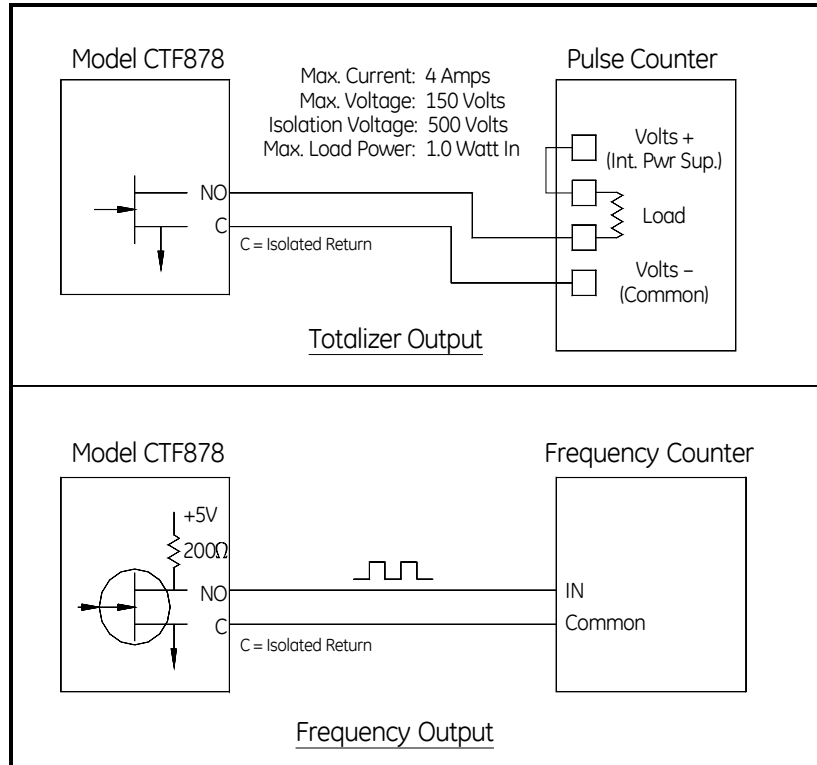 Model CTF878
Pulse Counter
Max. Current: 4 Amps
Max. Voltage: 150 Volts
Isolation Voltage: 500 Volts
Max. Load Power: 1.0 Watt In
Volts +
(Int. Pwr Sup.)
NO
Load
C
C = Isolated Return
Volts –
(Common)
Totalizer Output
Model CTF878
Frequency Counter
+5V
200Ω
NO
IN
C
Common
C = Isolated Return
Frequency Output